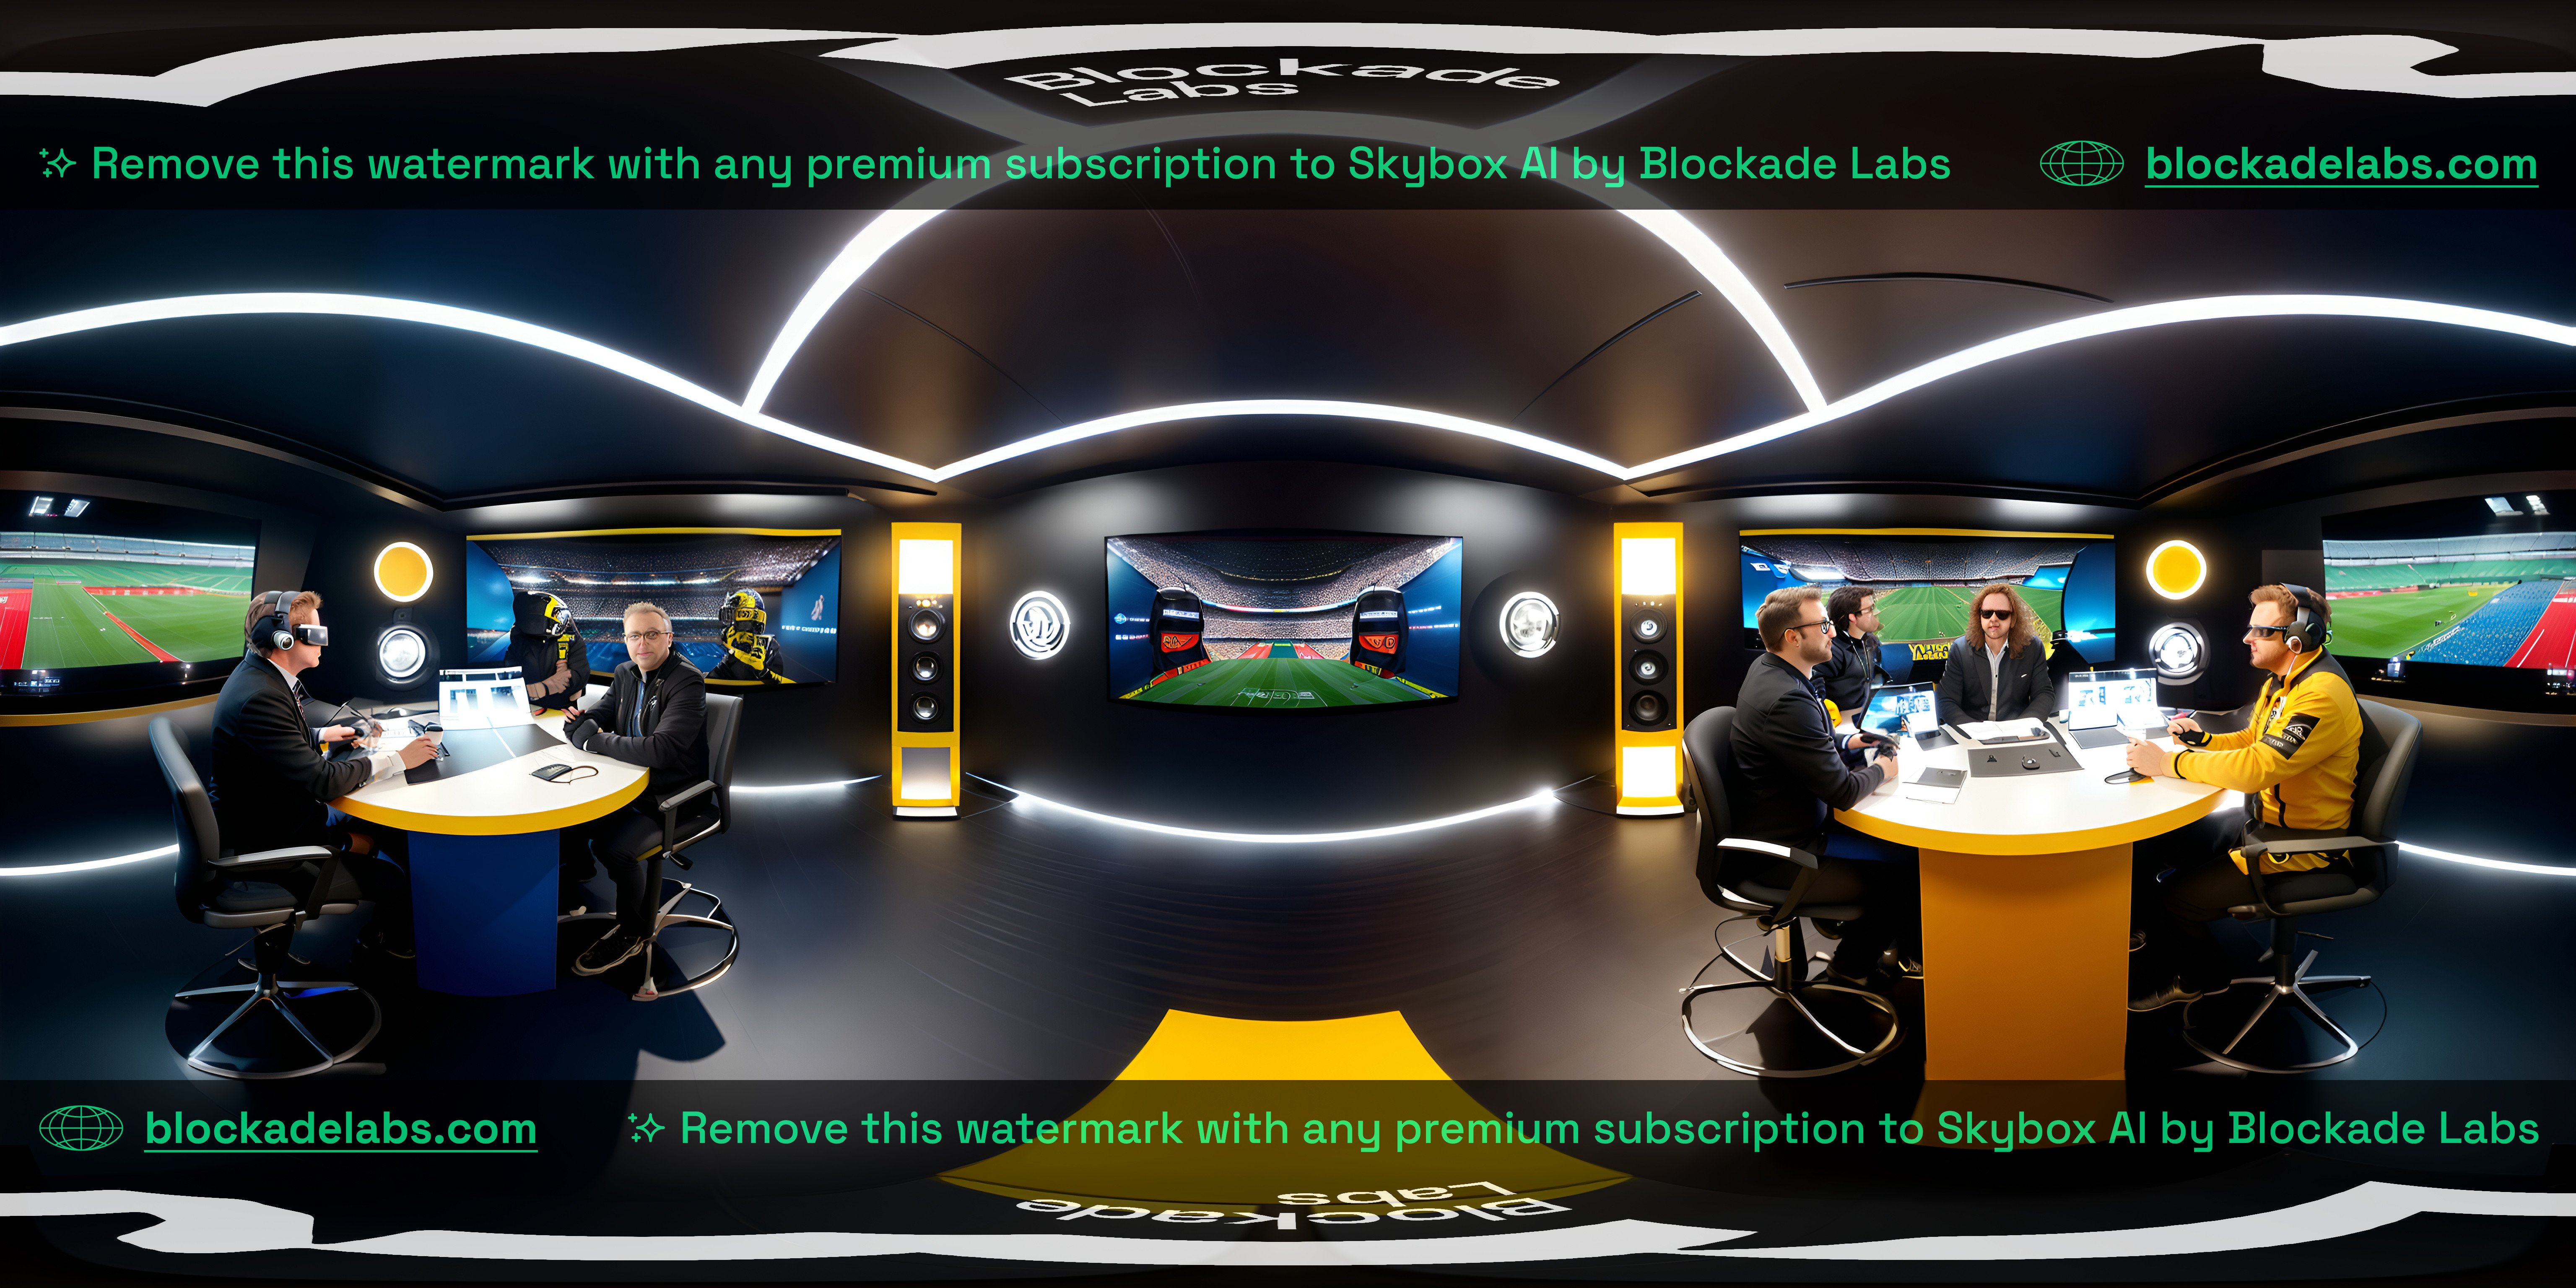 Blockade
Labs
Remove this watermark with any premium subscription to Skybox AI by Blockade Labs
blockadelabs.com
blockadelabs.com
Remove this watermark with any premium subscription to Skybox AI by Blockade Labs
Labs
Blockade